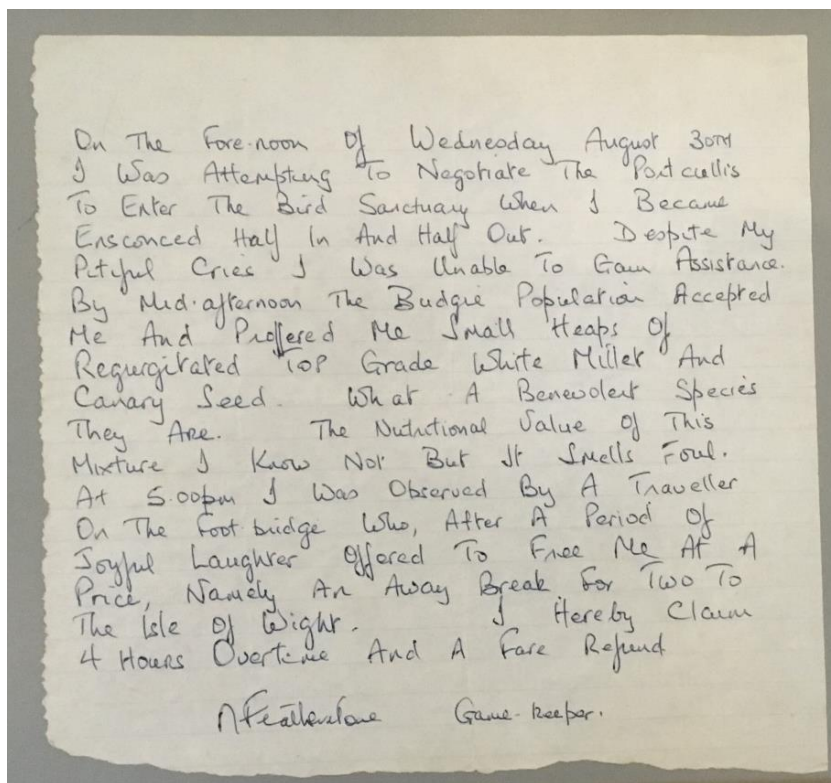 On The Fore-noon Of Wednesday August 30TH
I Was Attempting To Negotiate The Portcullis
To Enter The Bird Sanctuary When I Became
Ensconced Half In And Half Out. Despite My
Pitiful Cries I Was Unable To Gain Assistance.
By Mid-afternoon The Budgie Population Accepted
Me And Proffered Me Small Heaps Of
Regurgitated TOP Grade White Millet And
Canary Seed. What A Benevolent Species
They Are. The Nutritional Value Of This
Mixture I Know Not But It Smells Foul.
At 5.00pm I Was Observed By A Traveller
On The Foot bridge Who, After A Period Of
Joyful Laughter Offered To Free Me At A
Price, Namely An Away Break For Two To
The Isle Of Wight. I Hereby Claim
4 Hours Overtime And A Fare Refund
N Featherstone Game-keeper.